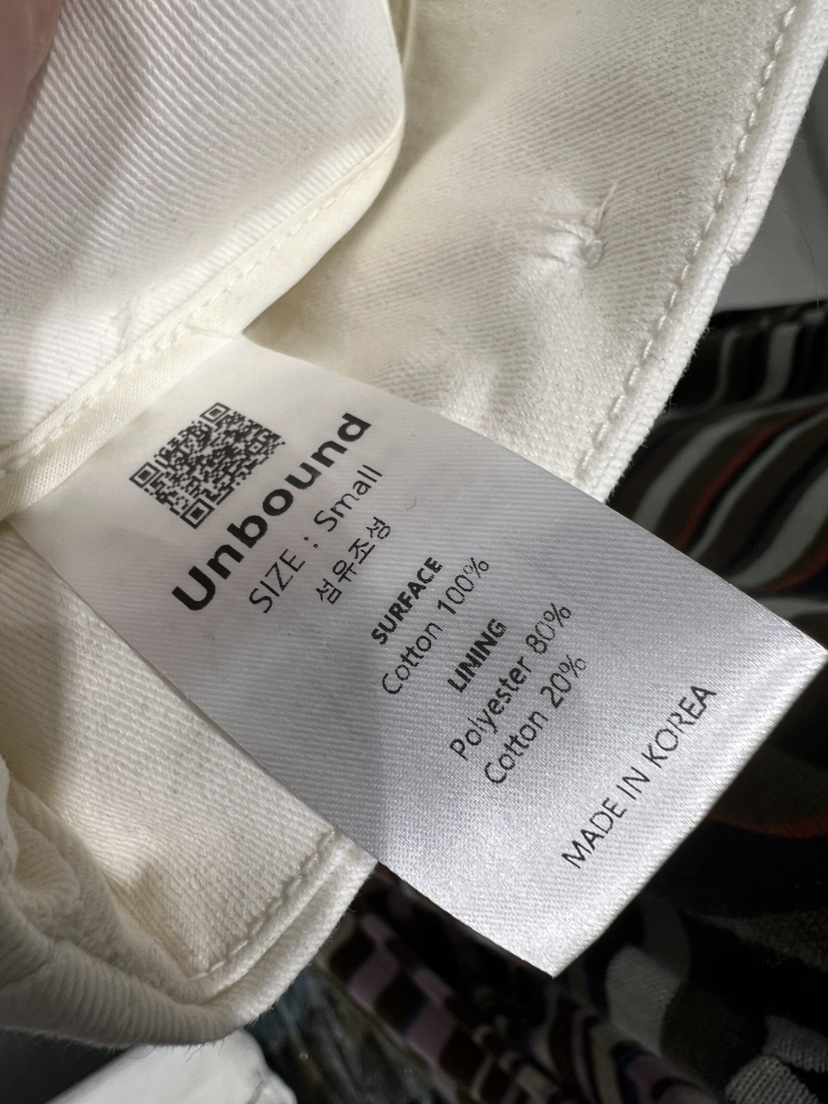 Unbound
SIZE : Small
섬유조성
SURFACE
Cotton 100%
LINING
Polyester 80%
Cotton 20%
MADE IN KOREA